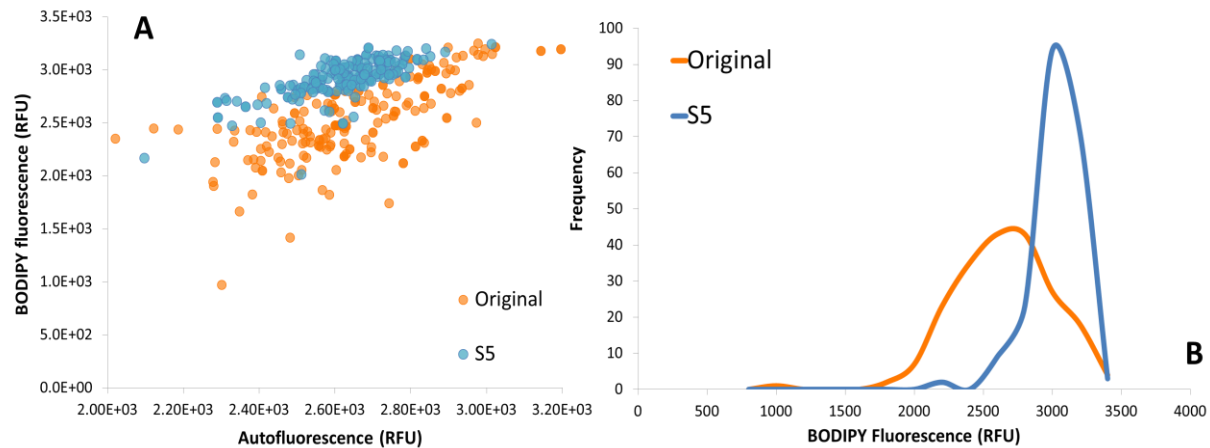 A
BODIPY fluorescence (RFU)
3.5E+03
3.0E+03
2.5E+03
2.0E+03
1.5E+03
1.0E+03
5.0E+02
0.0E+00
Original
S5
2.00E+03 2.20E+03 2.40E+03 2.60E+03 2.80E+03 3.00E+03 3.20E+03
Autofluorescence (RFU)
Frequency
100
90
80
70
60
50
40
30
20
10
0
Original
S5
B
0 500 1000 1500 2000 2500 3000 3500 4000
BODIPY Fluorescence (RFU)